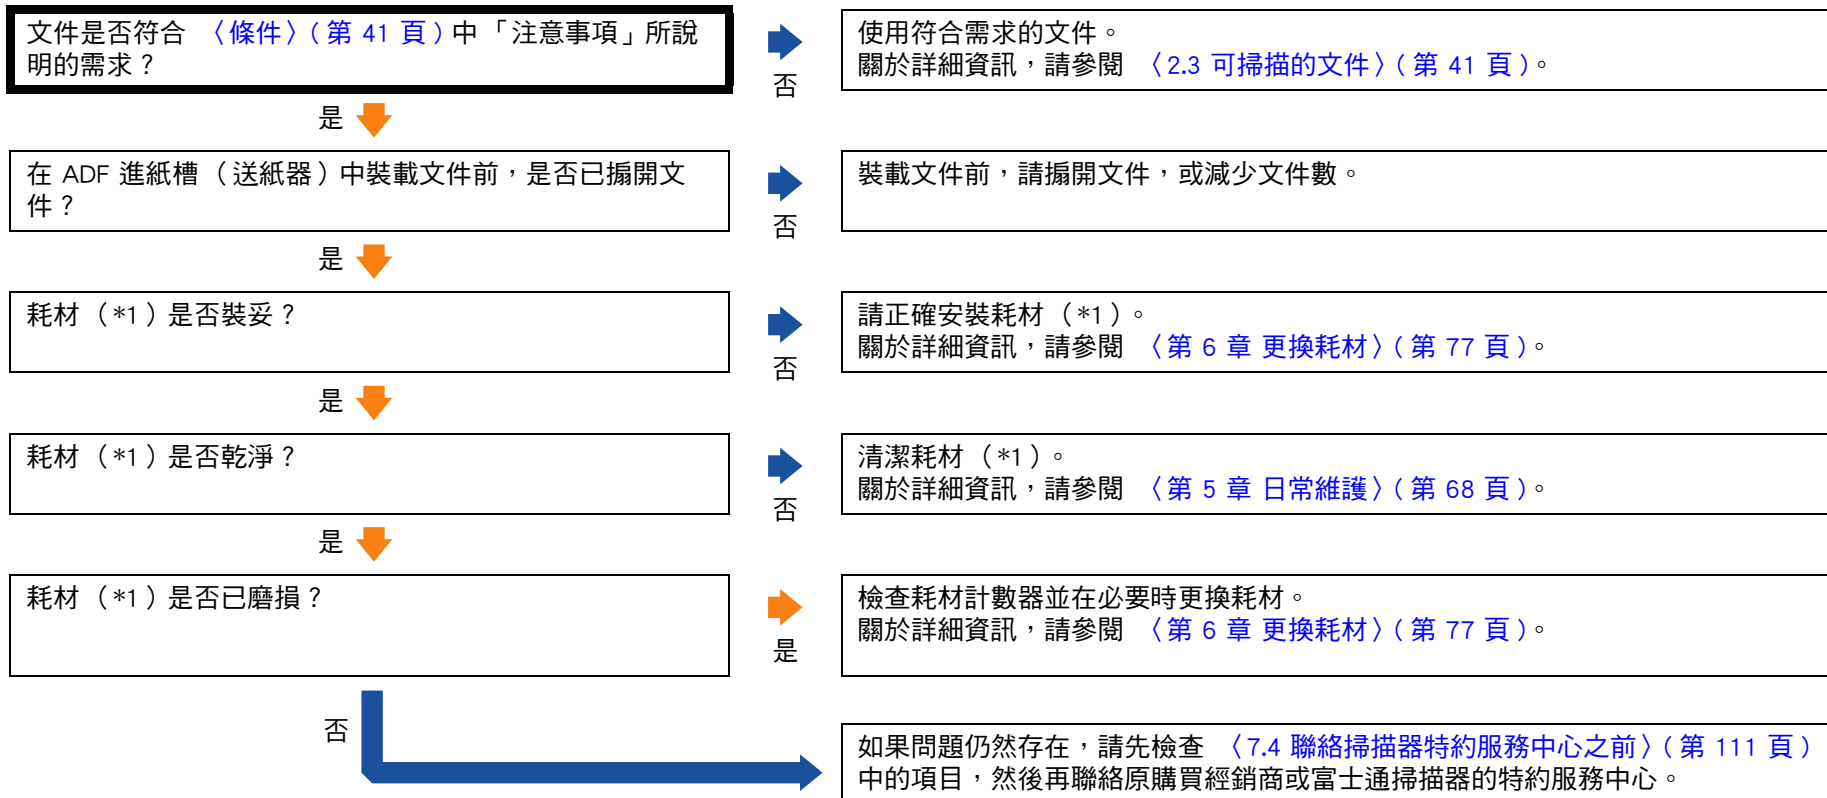 文件是否符合 〈條件〉(第 41 頁)中「注意事項」所說
明的需求？
否
使用符合需求的文件。
關於詳細資訊，請參閱 〈2.3 可掃描的文件〉(第 41 頁)。
是
在 ADF 進紙槽（送紙器）中裝載文件前，是否已搧開文
件？
否
裝載文件前，請搧開文件，或減少文件數。
是
耗材（*1）是否裝妥？
否
請正確安裝耗材（*1）。
關於詳細資訊，請參閱 〈第 6 章 更換耗材〉(第 77 頁)。
是
耗材（*1）是否乾淨？
否
清潔耗材（*1）。
關於詳細資訊，請參閱 〈第 5 章 日常維護〉(第 68 頁)。
是
耗材（*1）是否已磨損？
是
檢查耗材計數器並在必要時更換耗材。
關於詳細資訊，請參閱 〈第 6 章 更換耗材〉(第 77 頁)。
否
如果問題仍然存在，請先檢查 〈7.4 聯絡掃描器特約服務中心之前〉(第 111 頁)
中的項目，然後再聯絡原購買經銷商或富士通掃描器的特約服務中心。